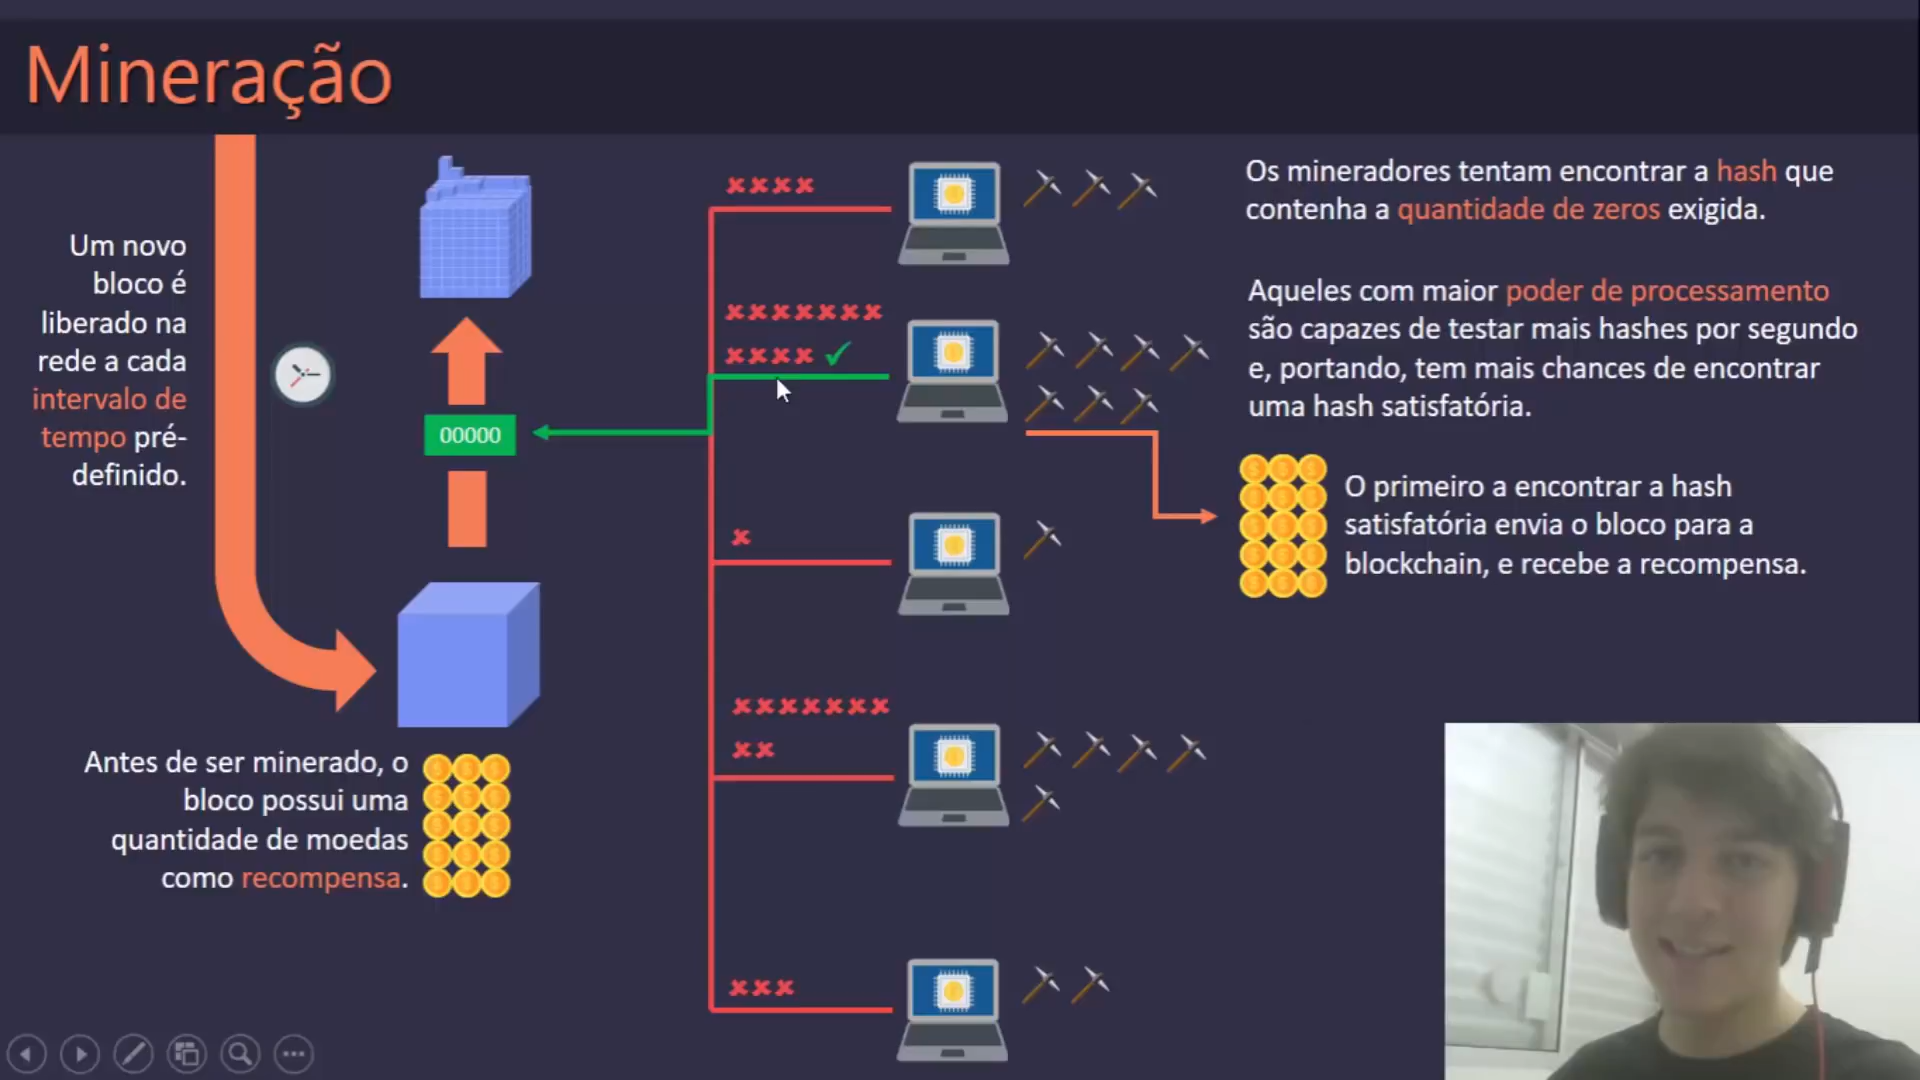 Mineração
Um novo
bloco é
liberado na
rede a cada
intervalo de
tempo pré-
definido.
00000
Antes de ser minerado, o
bloco possui uma
quantidade de moedas
como recompensa.
Os mineradores tentam encontrar a hash que
contenha a quantidade de zeros exigida.
Aqueles com maior poder de processamento
são capazes de testar mais hashes por segundo
e, portando, tem mais chances de encontrar
uma hash satisfatória.
O primeiro a encontrar a hash
satisfatória envia o bloco para a
blockchain, e recebe a recompensa.